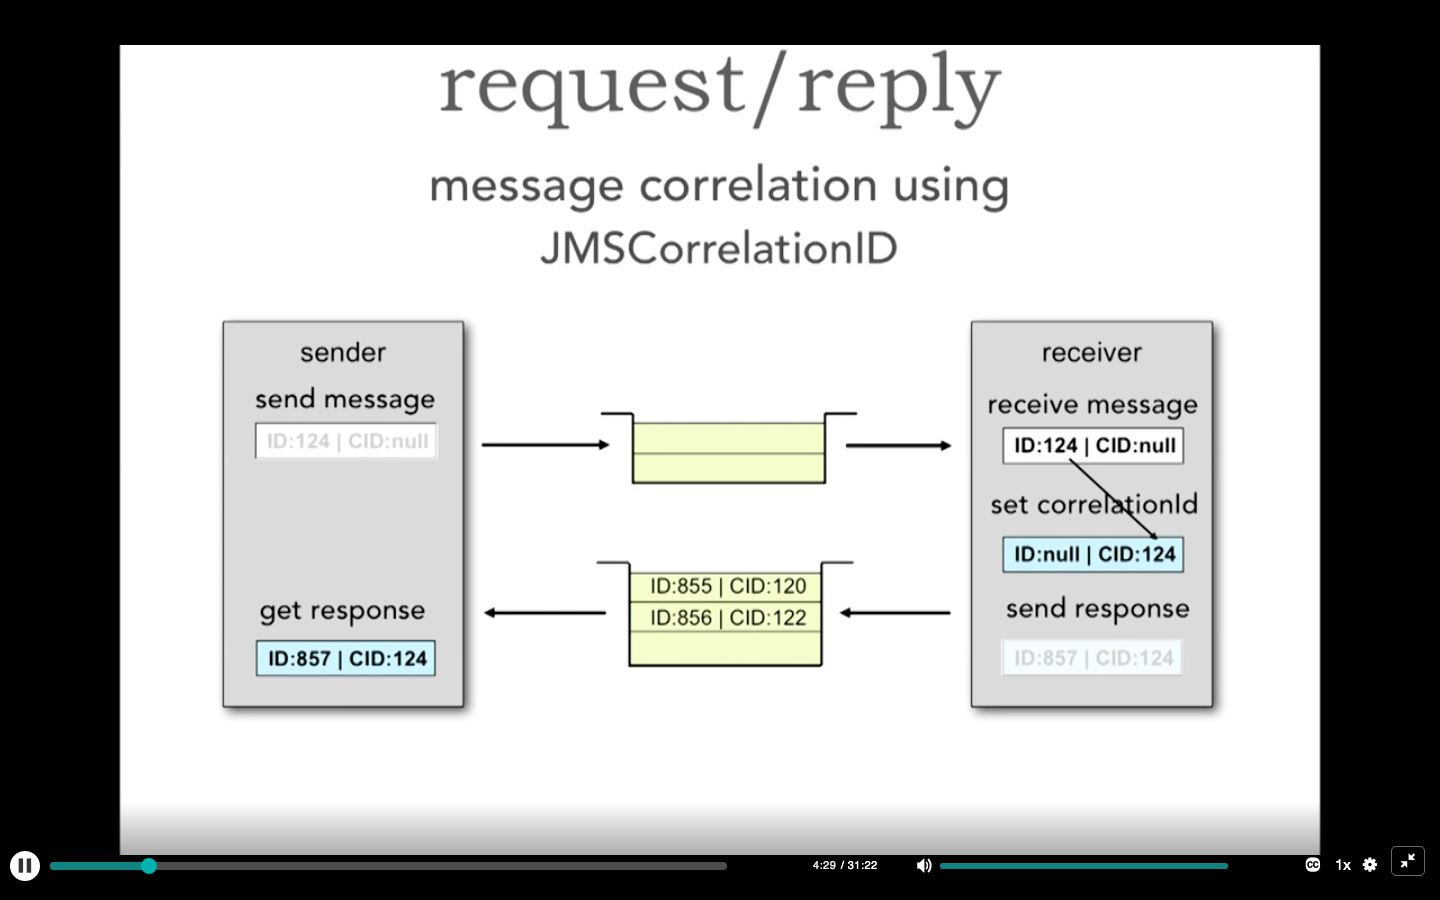 request/reply
message correlation using
JMSCorrelationID
sender
send message
ID:124 | CID:null
get response
ID:857 | CID:124
ID:855 | CID:120
ID:856 | CID:122
receiver
receive message
ID:124 | CID:null
set correlationId
ID:null | CID:124
send response
ID:857 | CID:124
4:29 / 31:22
CC
1x